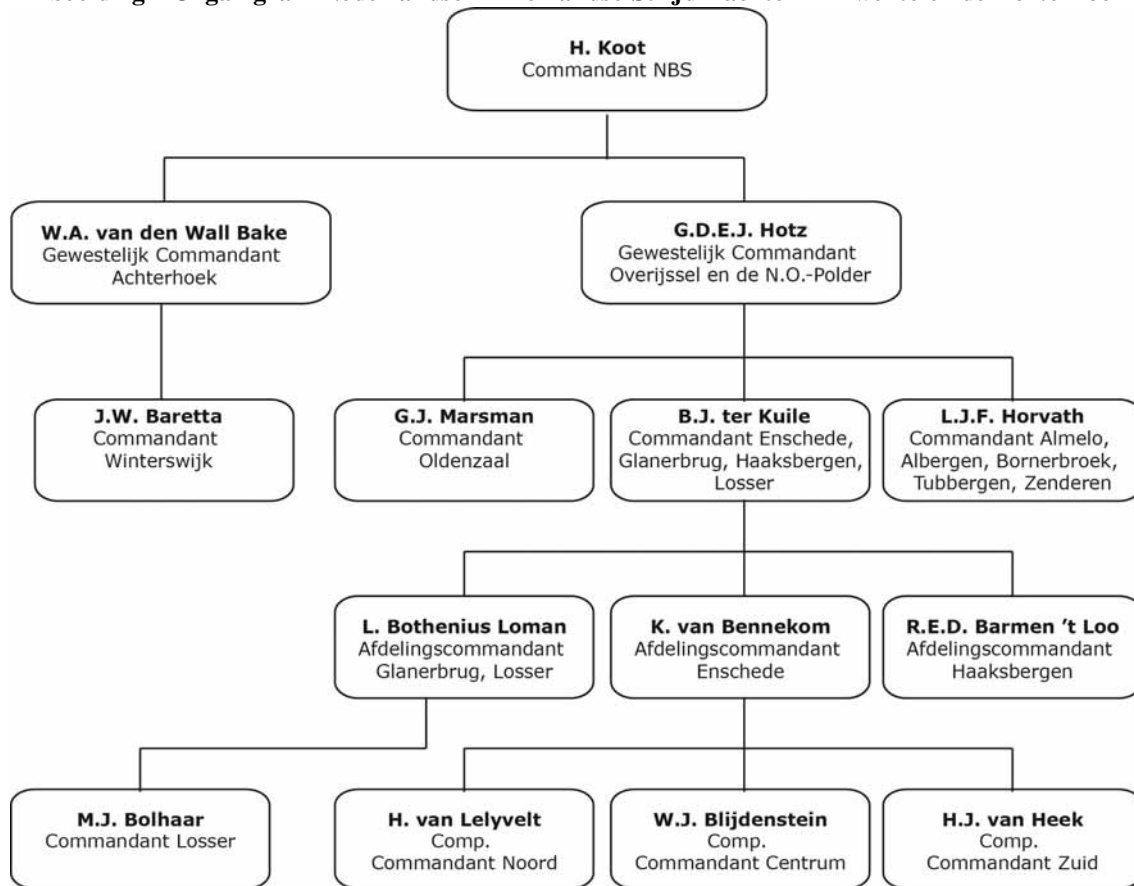 H. Koot
Commandant NBS
W.A. van den Wall Bake
Gewestelijk Commandant
Achterhoek
G.D.E.J. Hotz
Gewestelijk Commandant
Overijssel en de N.O.-Polder
J.W. Baretta
Commandant
Winterswijk
G.J. Marsman
Commandant
Oldenzaal
B.J. ter Kuile
Commandant Enschede,
Glanerbrug, Haaksbergen,
Losser
L.J.F. Horvath
Commandant Almelo,
Albergen, Bornerbroek,
Tubbergen, Zenderen
L. Bothenius Loman
Afdelingscommandant
Glanerbrug, Losser
K. van Bennekom
Afdelingscommandant
Enschede
R.E.D. Barmen ’t Loo
Afdelingscommandant
Haaksbergen
M.J. Bolhaar
Commandant Losser
H. van Lelyvelt
Comp.
Commandant Noord
W.J. Blijdenstein
Comp.
Commandant Centrum
H.J. van Heek
Comp.
Commandant Zuid